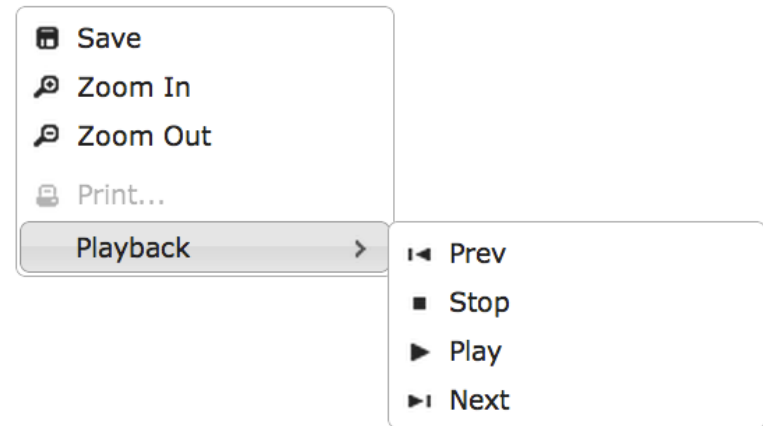 Save
Zoom In
Zoom Out
Print...
Playback
Prev
Stop
Play
Next